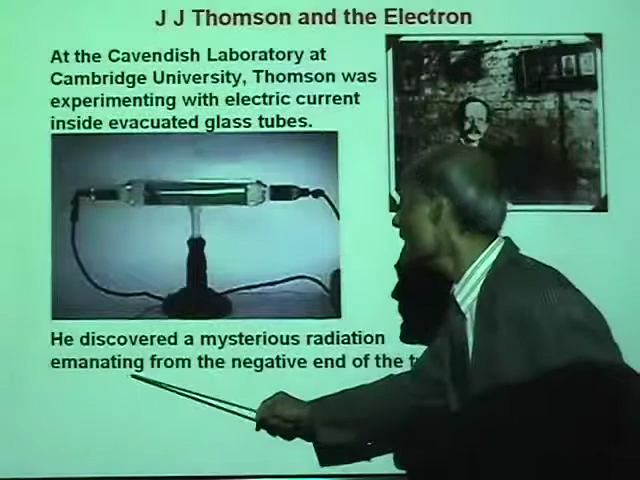 J J Thomson and the Electron
At the Cavendish Laboratory at
Cambridge University, Thomson was
experimenting with electric current
inside evacuated glass tubes.
He discovered a mysterious radiation
emanating from the negative end of the